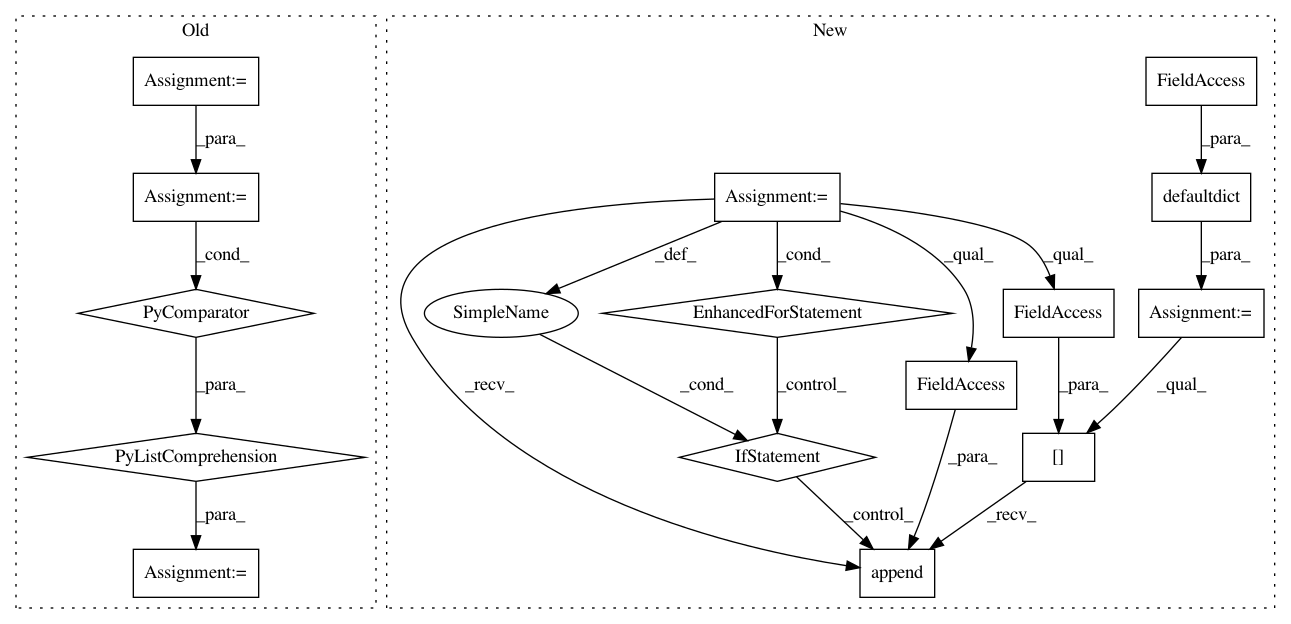 Old
New
Assignment:=
FieldAccess
_para_
_para_
Assignment:=
Assignment:=
defaultdict
_cond_
_def_
_cond_
_qual_
_qual_
_para_
PyComparator
SimpleName
EnhancedForStatement
FieldAccess
Assignment:=
_para_
_recv_
_cond_
_control_
FieldAccess
_para_
_qual_
PyListComprehension
IfStatement
_para_
[]
_para_
_control_
_recv_
Assignment:=
append